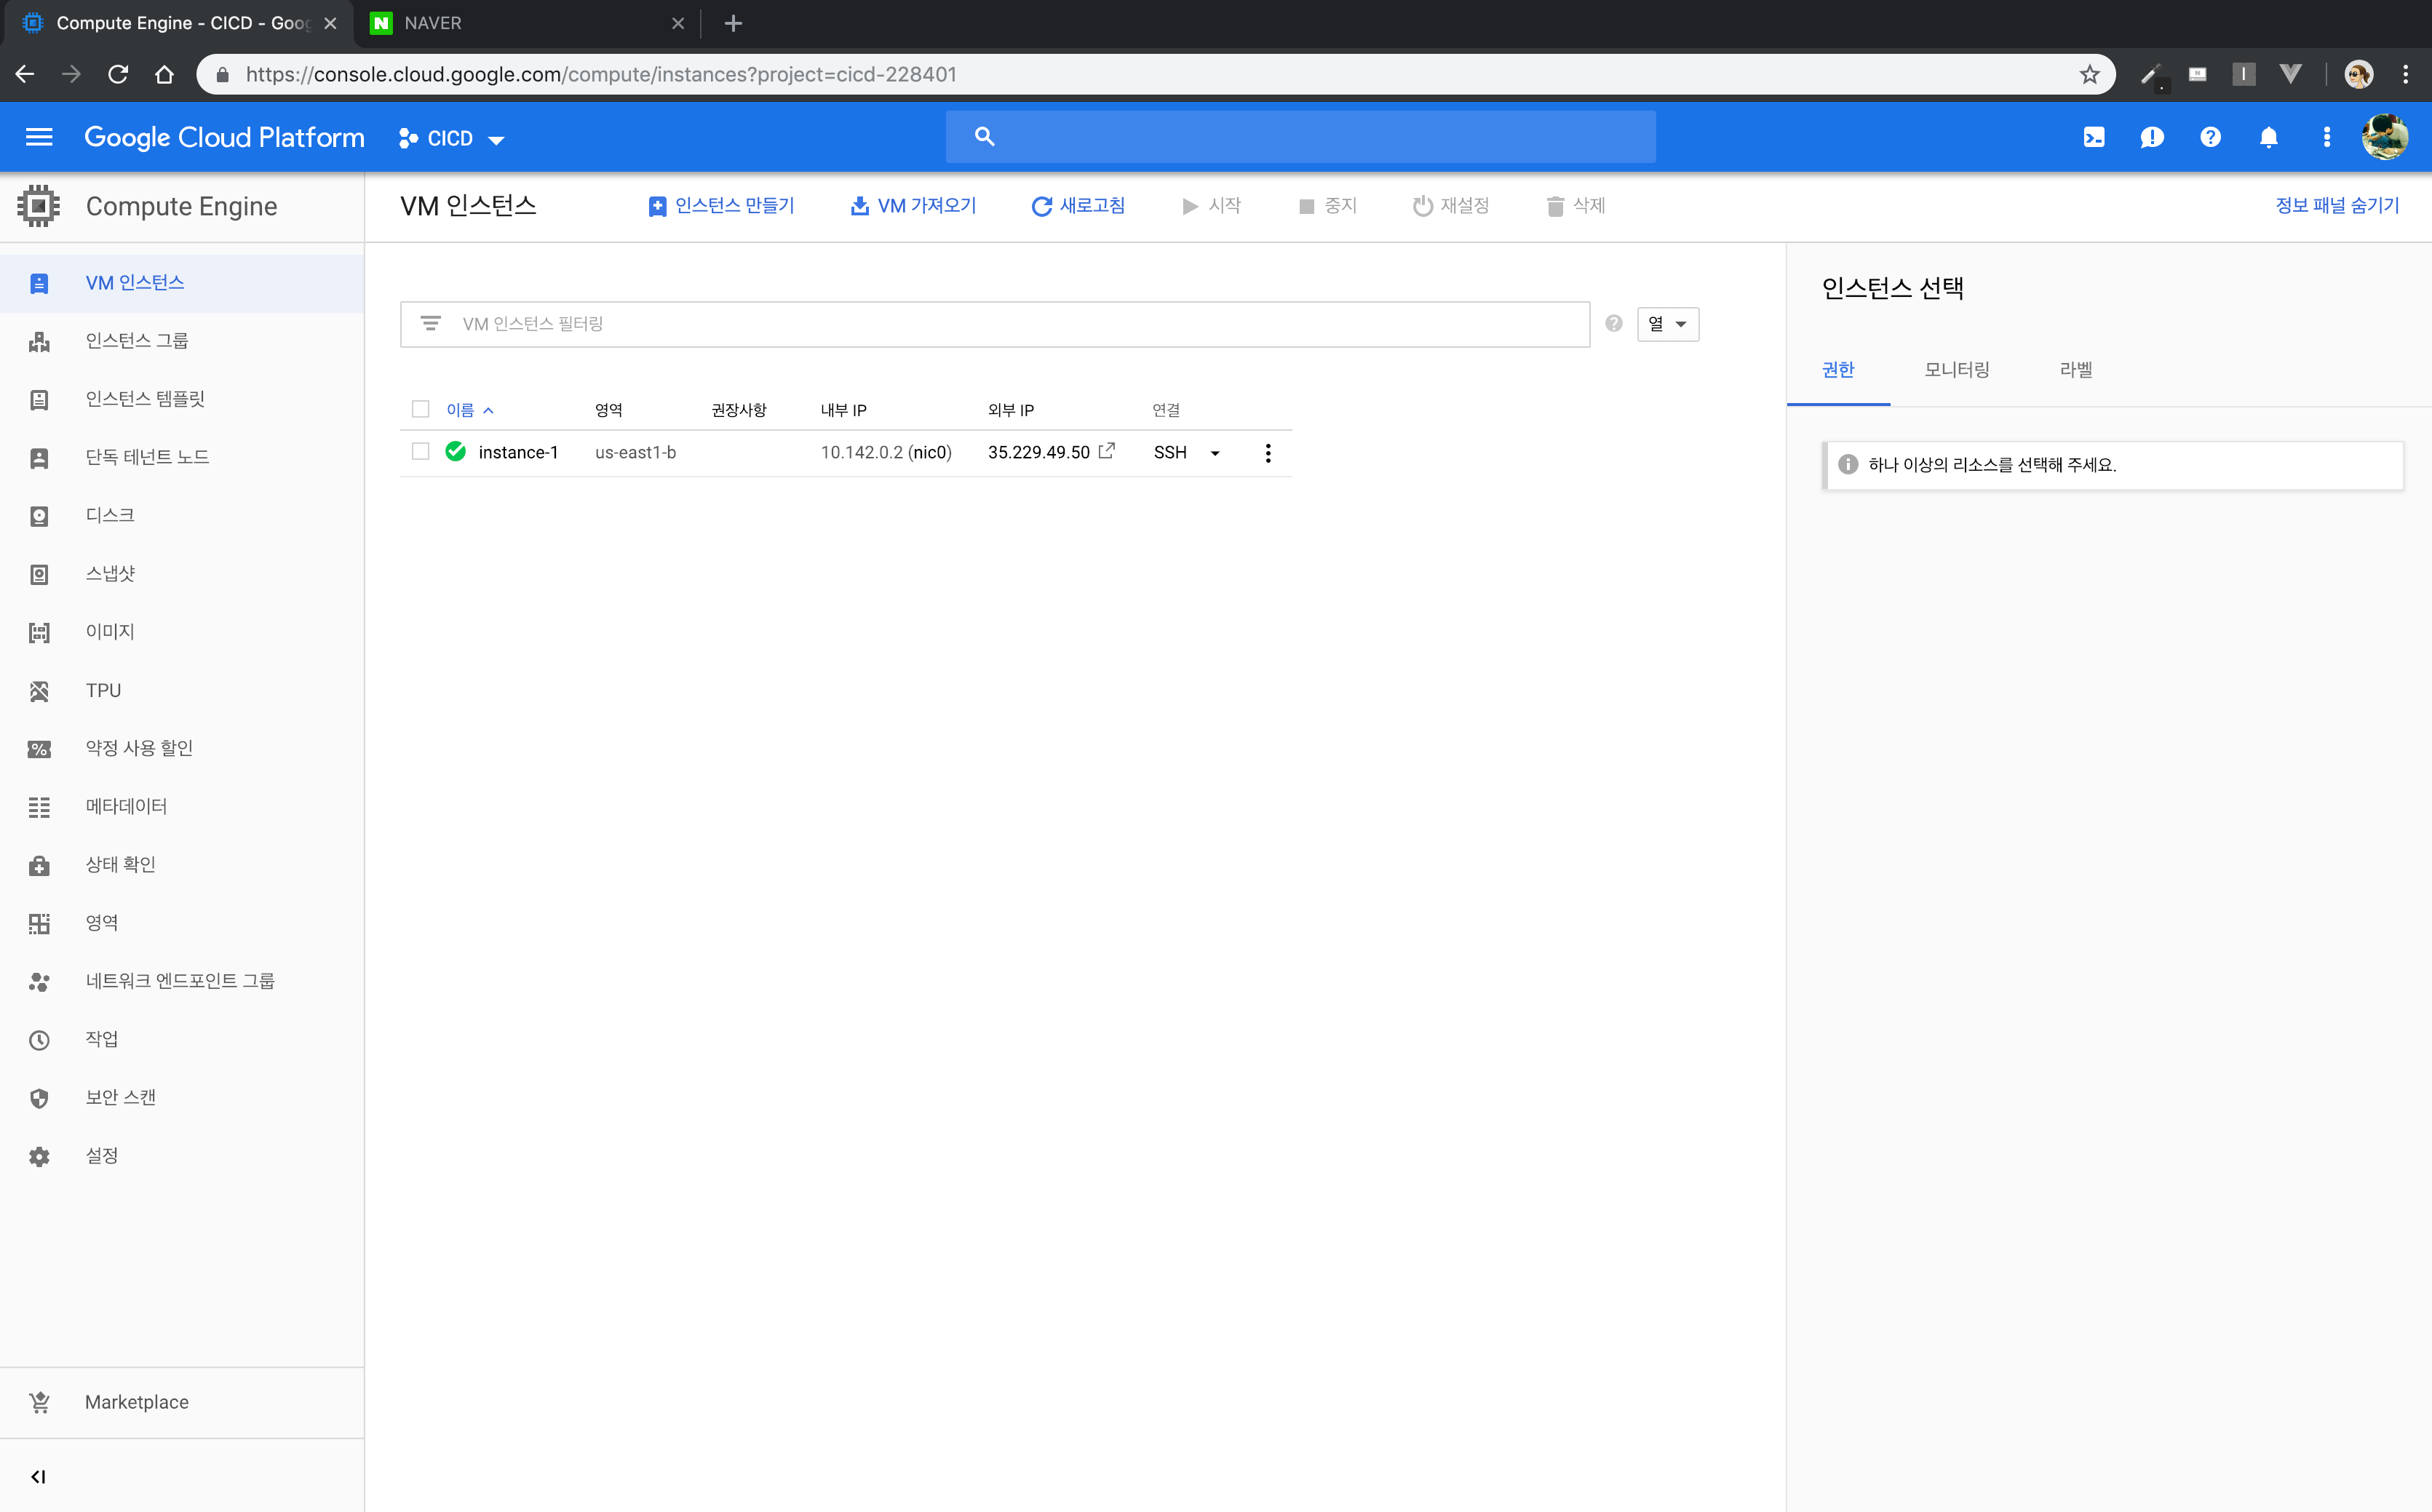 Compute Engine - CICD - Goog
NAVER
https://console.cloud.google.com/compute/instances?project=cicd-228401
Google Cloud Platform
CICD
Compute Engine
VM 인스턴스
인스턴스 만들기
VM 가져오기
새로고침
시작
중지
재설정
삭제
정보 패널 숨기기
VM 인스턴스
인스턴스 그룹
인스턴스 템플릿
단독 테넌트 노드
디스크
스냅샷
이미지
TPU
약정 사용 할인
메타데이터
상태 확인
영역
네트워크 엔드포인트 그룹
작업
보안 스캔
설정
Marketplace
VM 인스턴스 필터링
열
이름 영역 권장사항 내부 IP 외부 IP 연결
instance-1 us-east1-b 10.142.0.2 (nic0) 35.229.49.50 SSH
인스턴스 선택
권한 모니터링 라벨
하나 이상의 리소스를 선택해 주세요.